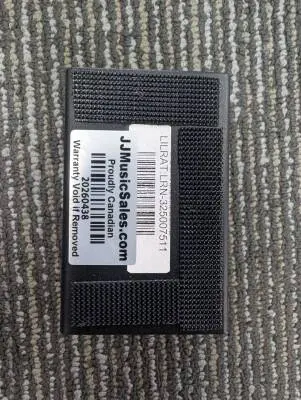 JJMusicSales.com
Proudly Canadian
20260438
Warranty Void if Removed
LILRAT LRN-325007511